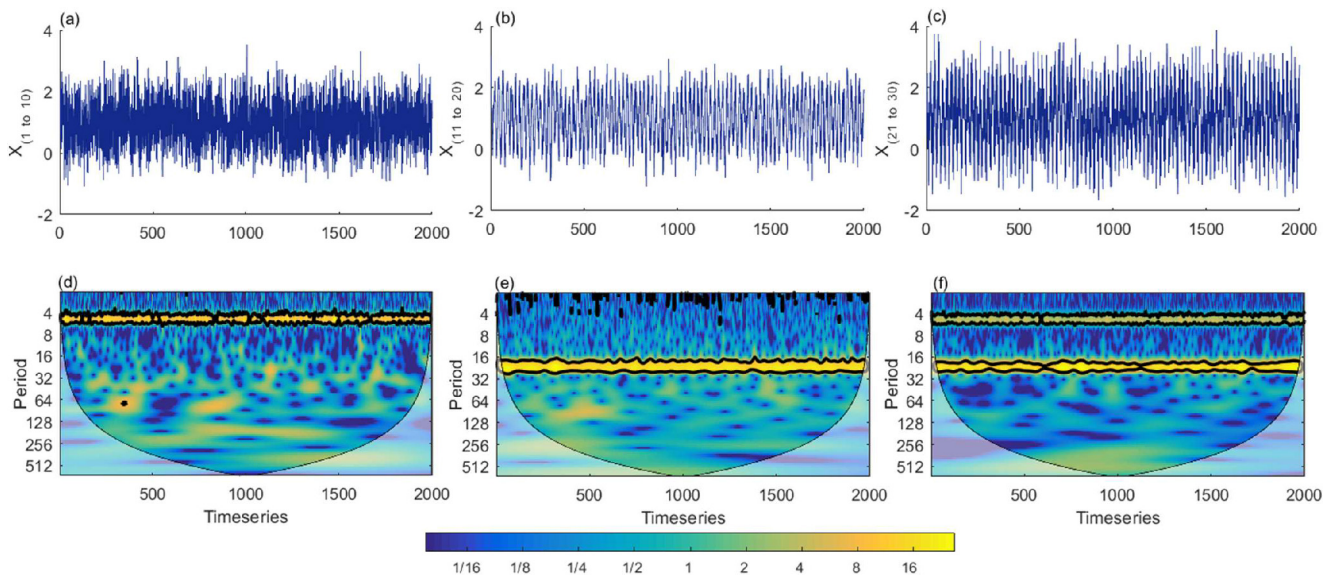 (a)
4
2
0
-2
X (1 to 10)
0 500 1000 1500 2000
(b)
4
2
0
-2
X (11 to 20)
0 500 1000 1500 2000
(c)
4
2
0
-2
X (21 to 30)
0 500 1000 1500 2000
(d)
4
8
16
32
64
128
256
512
Period
500 1000 1500 2000
Timeseries
(e)
4
8
16
32
64
128
256
512
Period
500 1000 1500 2000
Timeseries
(f)
4
8
16
32
64
128
256
512
Period
500 1000 1500 2000
Timeseries
1/16 1/8 1/4 1/2 1 2 4 8 16